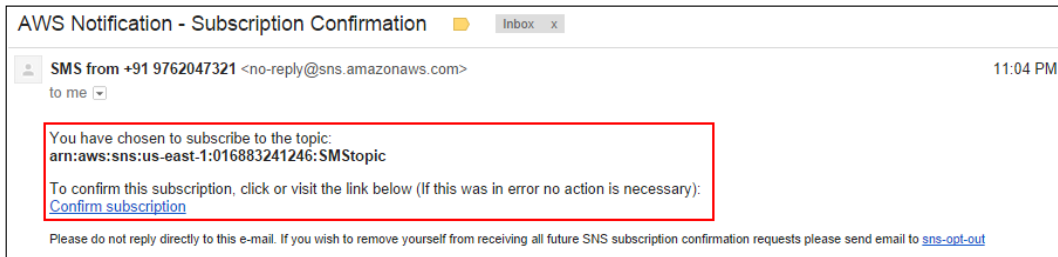 AWS Notification - Subscription Confirmation Inbox x
SMS from +91 9762047321 <no-reply@sns.amazonaws.com> 11:04 PM
to me
You have chosen to subscribe to the topic:
arn:aws:sns:us-east-1:016883241246:SMStopic
To confirm this subscription, click or visit the link below (If this was in error no action is necessary):
Confirm subscription
Please do not reply directly to this e-mail. If you wish to remove yourself from receiving all future SNS subscription confirmation requests please send email to sns-opt-out